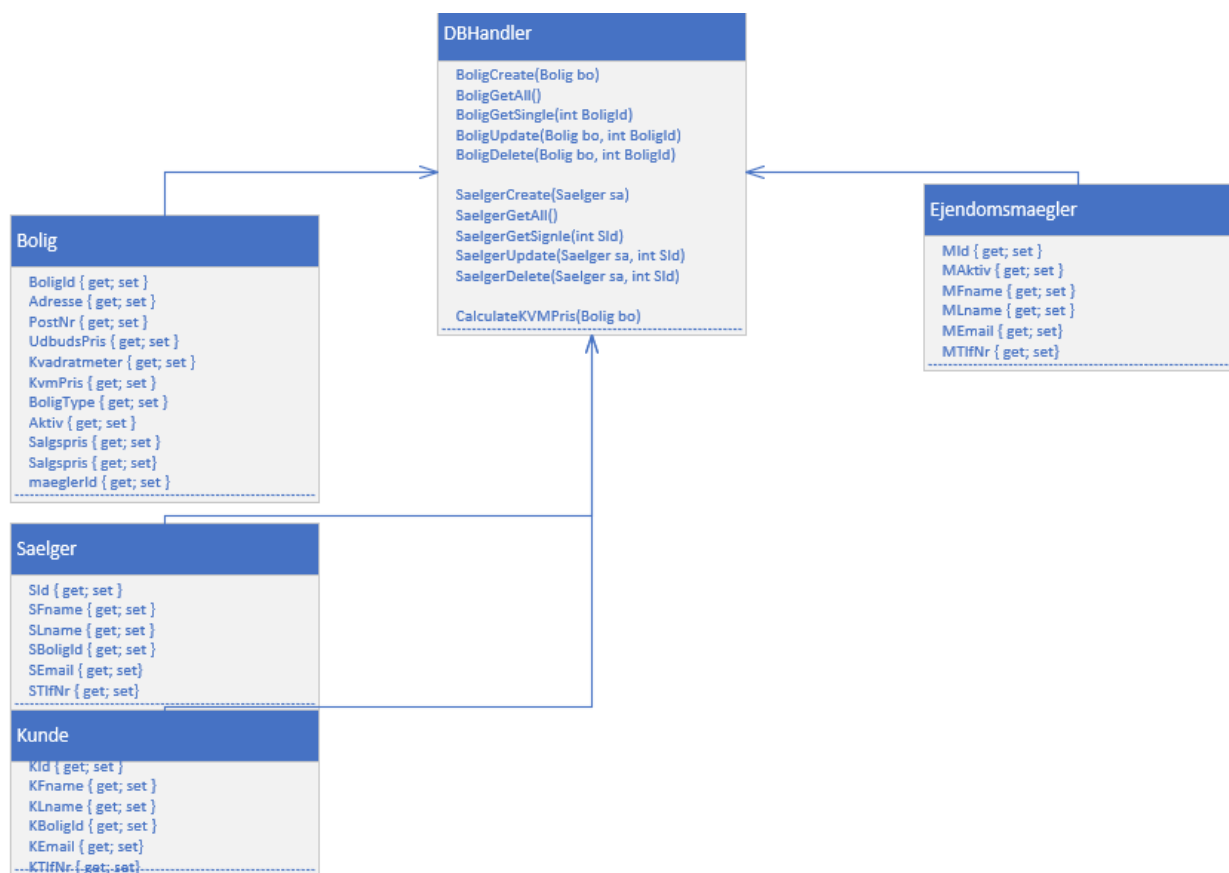 DBHandler
BoligCreate(Bolig bo)
BoligGetAll()
BoligGetSingle(int BoligId)
BoligUpdate(Bolig bo, int BoligId)
BoligDelete(Bolig bo, int BoligId)
SaelgerCreate(Saelger sa)
SaelgerGetAll()
SaelgerGetSignle(int SId)
SaelgerUpdate(Saelger sa, int SId)
SaelgerDelete(Saelger sa, int SId)
CalculateKVMPris(Bolig bo)
Ejendomsmaegler
MId { get; set }
MAktiv { get; set }
MFname { get; set }
MLname { get; set }
MEmail { get; set}
MTlfNr { get; set}
Bolig
BoligId { get; set }
Adresse { get; set }
PostNr { get; set }
UdbudsPris { get; set }
Kvadratmeter { get; set }
KvmPris { get; set }
BoligType { get; set }
Aktiv { get; set }
Salgspris { get; set }
Salgspris { get; set}
maeglerId { get; set }
Saelger
SId { get; set }
SFname { get; set }
SLname { get; set }
SBoligId { get; set }
SEmail { get; set}
STlfNr { get; set}
Kunde
KId { get; set }
KFname { get; set }
KLname { get; set }
KBoligId { get; set }
KEmail { get; set}
KTlfNr { get; set}